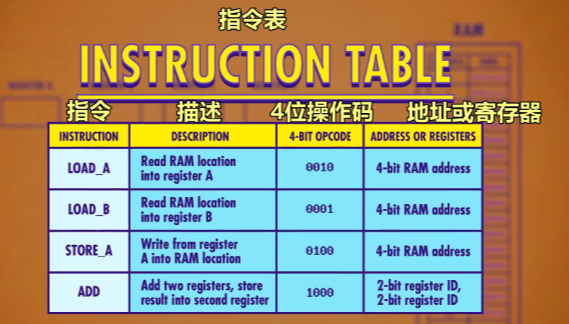 指令表
RAM
INSTRUCTION TABLE
指令 描述 4位操作码 地址或寄存器
INSTRUCTION DESCRIPTION 4-BIT OPCODE ADDRESS OR REGISTERS
LOAD_A Read RAM location 0010 4-bit RAM address
into register A
LOAD_B Read RAM location 0001 4-bit RAM address
into register B
STORE_A Write from register 0100 4-bit RAM address
A into RAM location
ADD Add two registers, store 1000 2-bit register ID,
result into second register 2-bit register ID